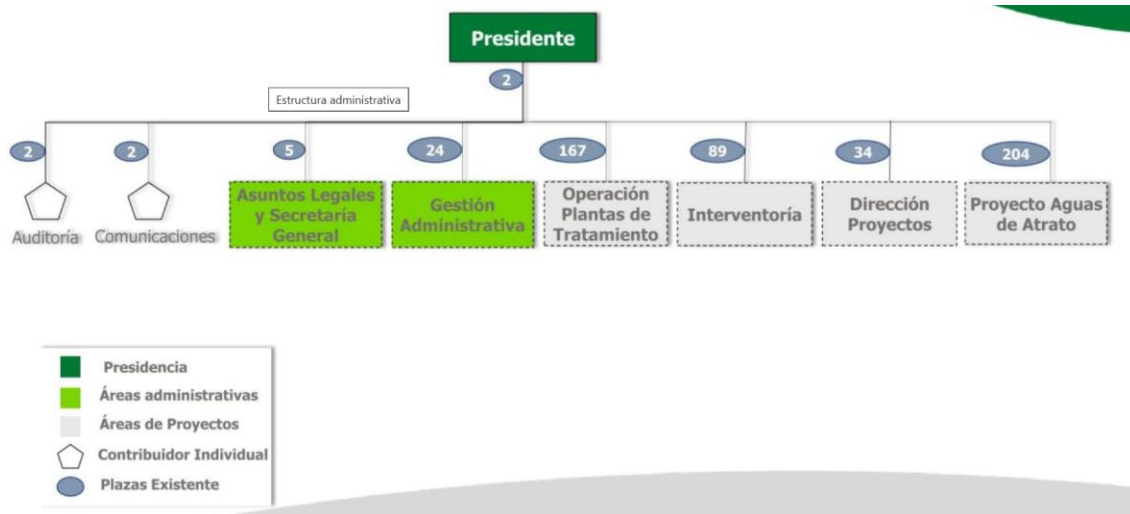 Presidente
2
Estructura administrativa
2
2
5
24
167
89
34
204
Auditoría
Comunicaciones
Asuntos Legales
y Secretaría
General
Gestión
Administrativa
Operación
Plantas de
Tratamiento
Interventoría
Dirección
Proyectos
Proyecto Aguas
de Atrato
Presidencia
Áreas administrativas
Áreas de Proyectos
Contribuidor Individual
Plazas Existente